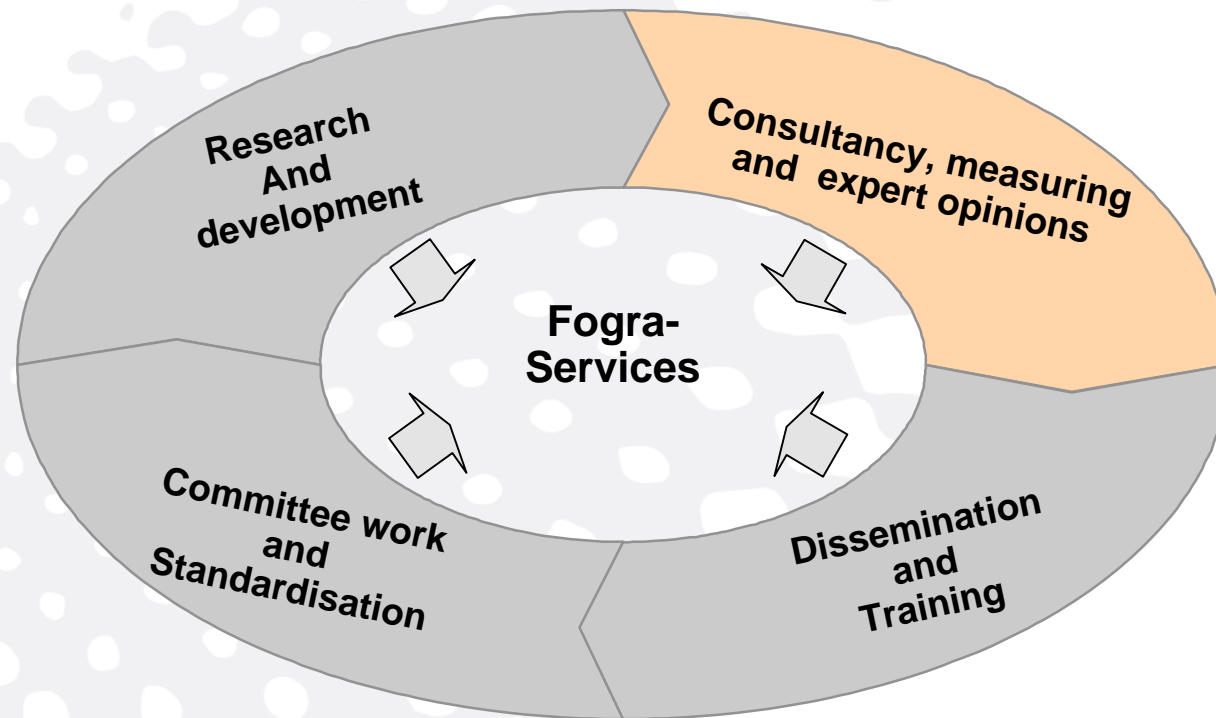 Research
And
development
Consultancy, measuring
and expert opinions
Fogra-
Services
Committee work
and
Standardisation
Dissemination
and
Training